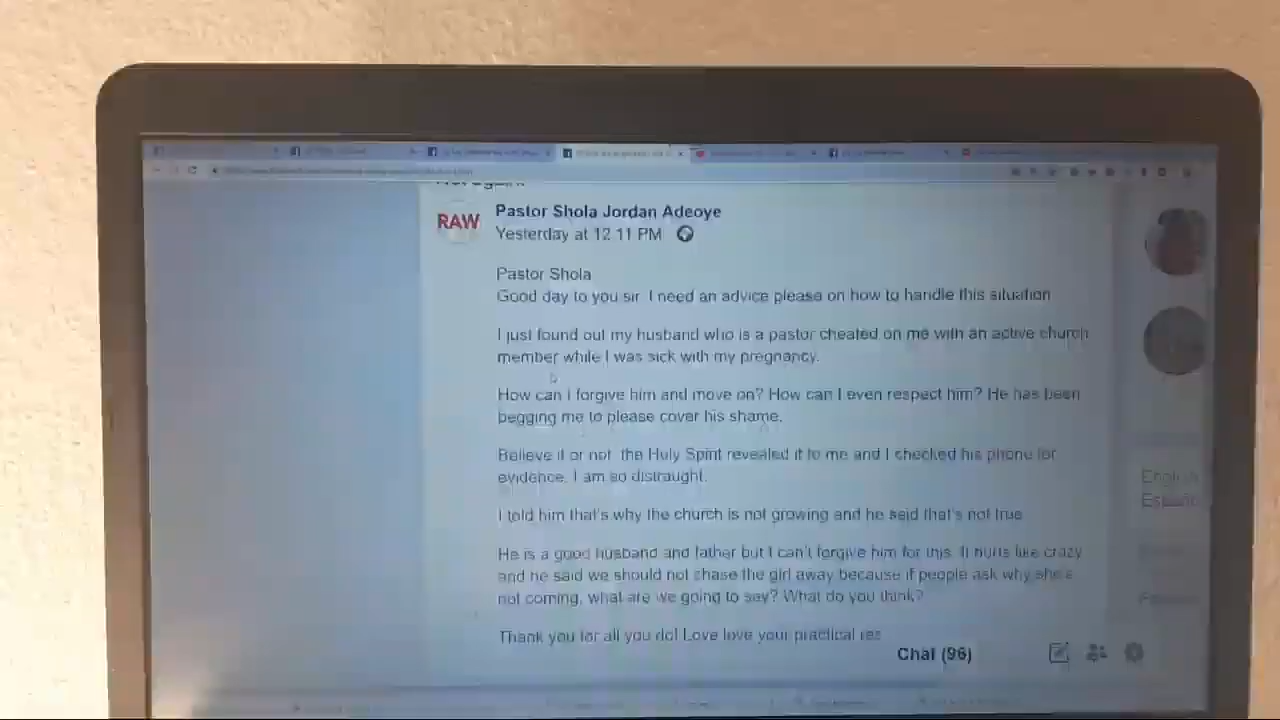 RAW
Pastor Shola Jordan Adeoye
Yesterday at 12 11 PM
Pastor Shola
Good day to you sir. I need an advice please on how to handle this situation
I just found out my husband who is a pastor cheated on me with an active church
member while I was sick with my pregnancy.
How can I forgive him and move on? How can I even respect him? He has been
begging me to please cover his shame.
Believe it or not, the Holy Spirit revealed it to me and I checked his phone for
evidence. I am so distraught.
I told him that's why the church is not growing and he said that's not true
He is a good husband and father but I can't forgive him for this. It hurts like crazy
and he said we should not chase the girl away because if people ask why she's
not coming, what are we going to say? What do you think?
Thank you for all you do! Love love your practical res
Chat (96)
English
Españo